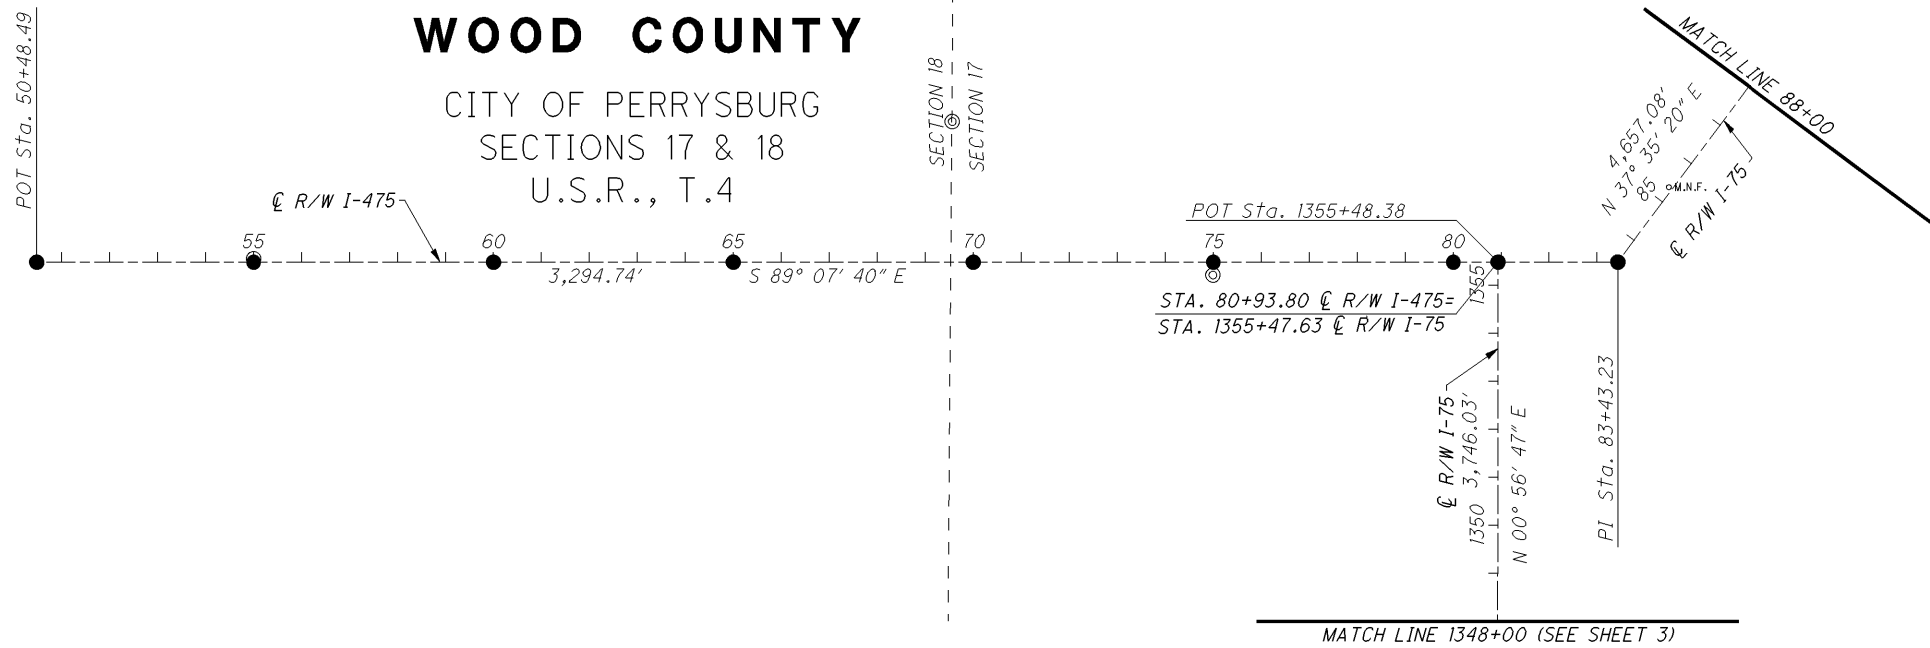 WOOD COUNTY
CITY OF PERRYSBURG
SECTIONS 17 & 18
U.S.R., T.4
POT Sta. 50+48.49
℄ R/W I-475
SECTION 18
SECTION 17
MATCH LINE 88+00
4,657.08'
N 37° 35' 20" E
85
M.N.F.
℄ R/W I-75
POT Sta. 1355+48.38
55
60
65
70
75
80
3,294.74'
S 89° 07' 40" E
STA. 80+93.80 ℄ R/W I-475=
STA. 1355+47.63 ℄ R/W I-75
1355
℄ R/W I-75
1350
3,746.03'
N 00° 56' 47" E
PI Sta. 83+43.23
MATCH LINE 1348+00 (SEE SHEET 3)